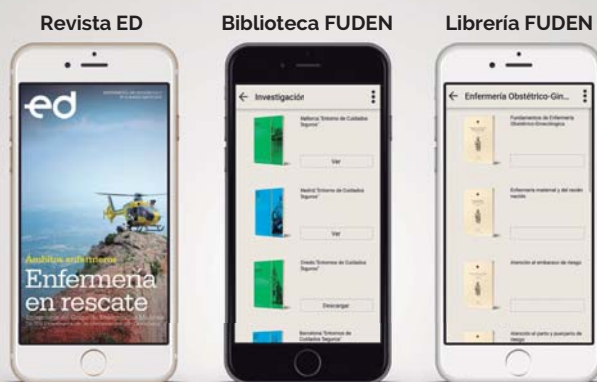 Revista ED
Biblioteca FUDEN
Librería FUDEN
ed
Ámbitos enfermeros
Enfermería
en rescate
Investigación
Mallorca "Entorno de Cuidados
Seguros"
Ver
Madrid "Entorno de Cuidados
Seguros"
Ver
Oviedo "Entornos de Cuidados
Seguros"
Descargar
Barcelona "Entornos de
Cuidados Seguros"
Enfermería Obstétrico-Gin...
Fundamentos de Enfermería
Obstétrico-Ginecológica
Enfermería maternal y del recién
nacido
Atención al embarazo de riesgo
Atención al parto y puerperio de
riesgo